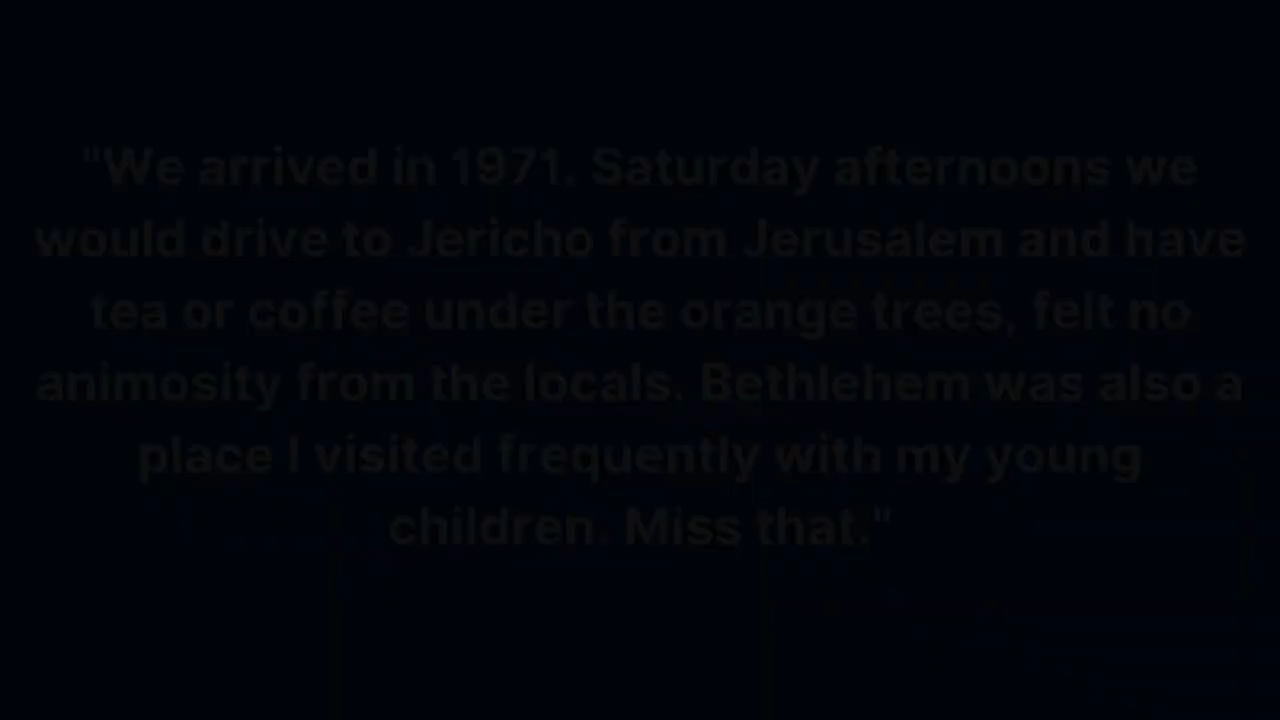 "We arrived in 1971. Saturday afternoons we
would drive to Jericho from Jerusalem and have
tea or coffee under the orange trees, felt no
animosity from the locals. Bethlehem was also a
place I visited frequently with my young
children. Miss that."